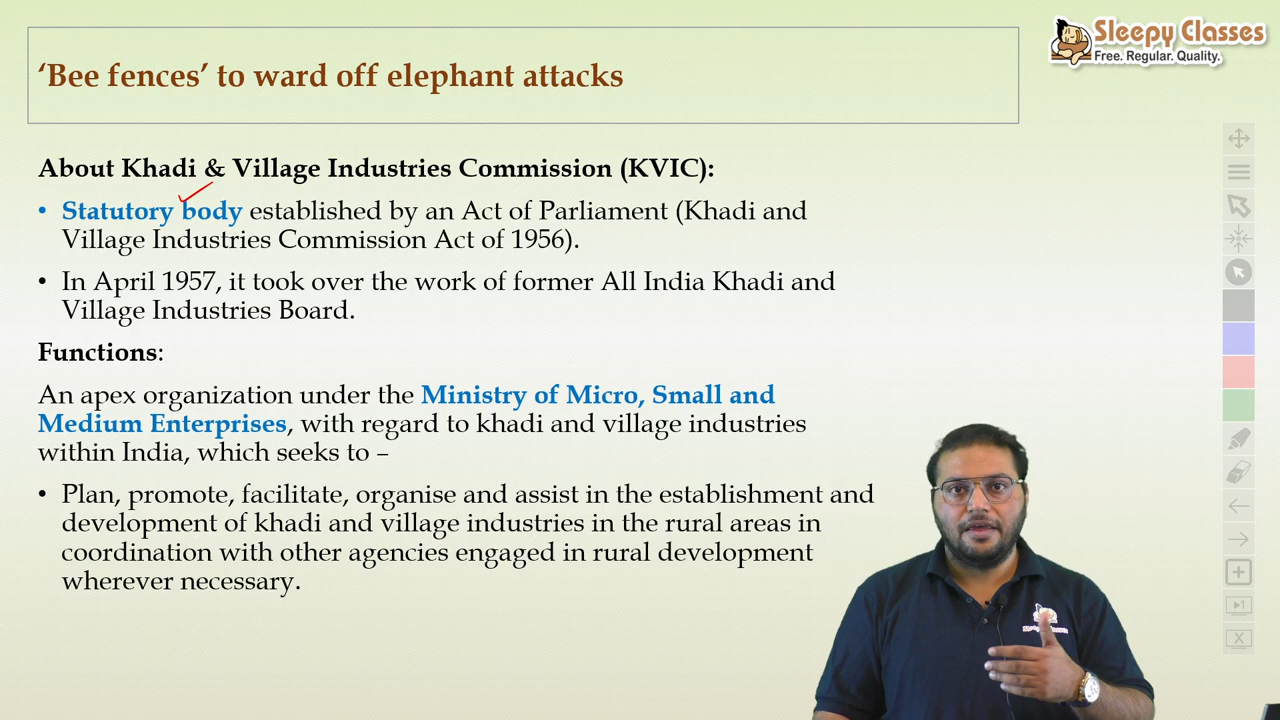 Sleepy Classes
Free. Regular. Quality.
‘Bee fences’ to ward off elephant attacks
About Khadi & Village Industries Commission (KVIC):
• Statutory body established by an Act of Parliament (Khadi and
Village Industries Commission Act of 1956).
• In April 1957, it took over the work of former All India Khadi and
Village Industries Board.
Functions:
An apex organization under the Ministry of Micro, Small and
Medium Enterprises, with regard to khadi and village industries
within India, which seeks to –
• Plan, promote, facilitate, organise and assist in the establishment and
development of khadi and village industries in the rural areas in
coordination with other agencies engaged in rural development
wherever necessary.